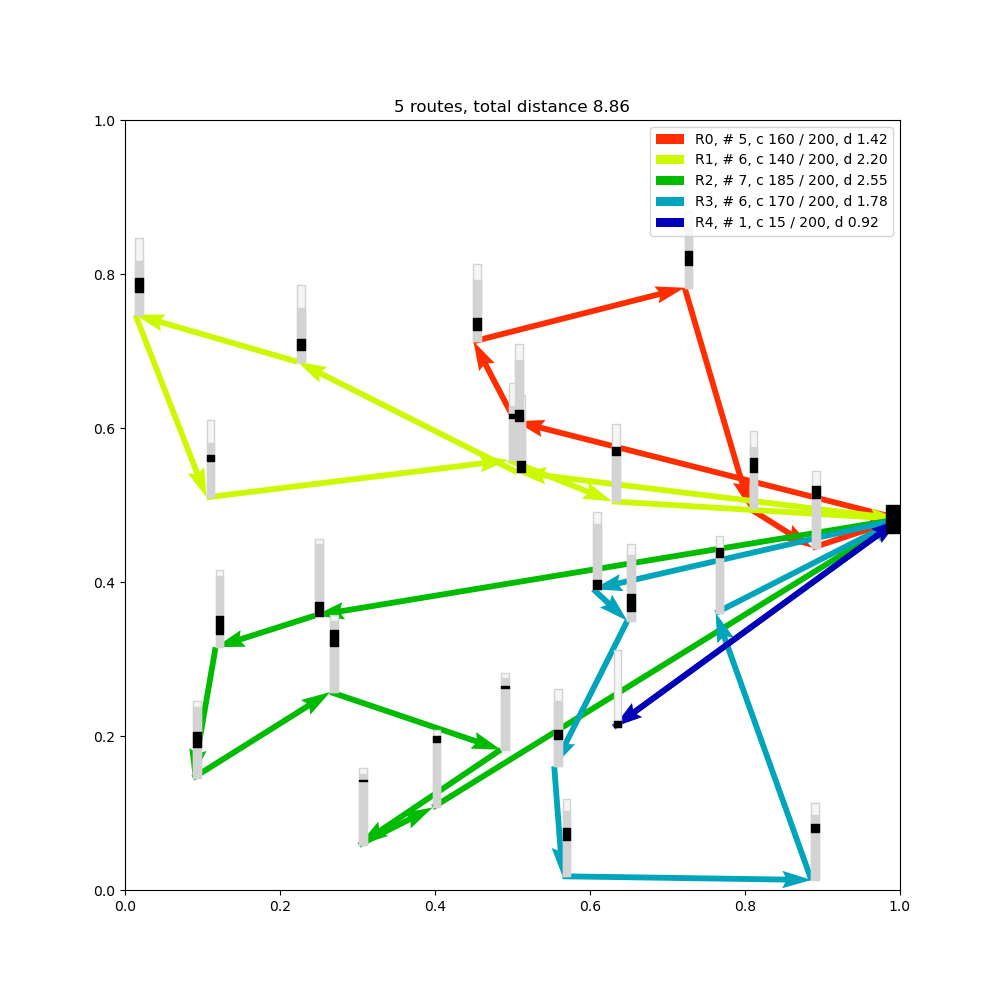 5 routes, total distance 8.86
R0, # 5, c 160 / 200, d 1.42
R1, # 6, c 140 / 200, d 2.20
R2, # 7, c 185 / 200, d 2.55
R3, # 6, c 170 / 200, d 1.78
R4, # 1, c 15 / 200, d 0.92
1.0
0.8
0.6
0.4
0.2
0.0
0.0 0.2 0.4 0.6 0.8 1.0